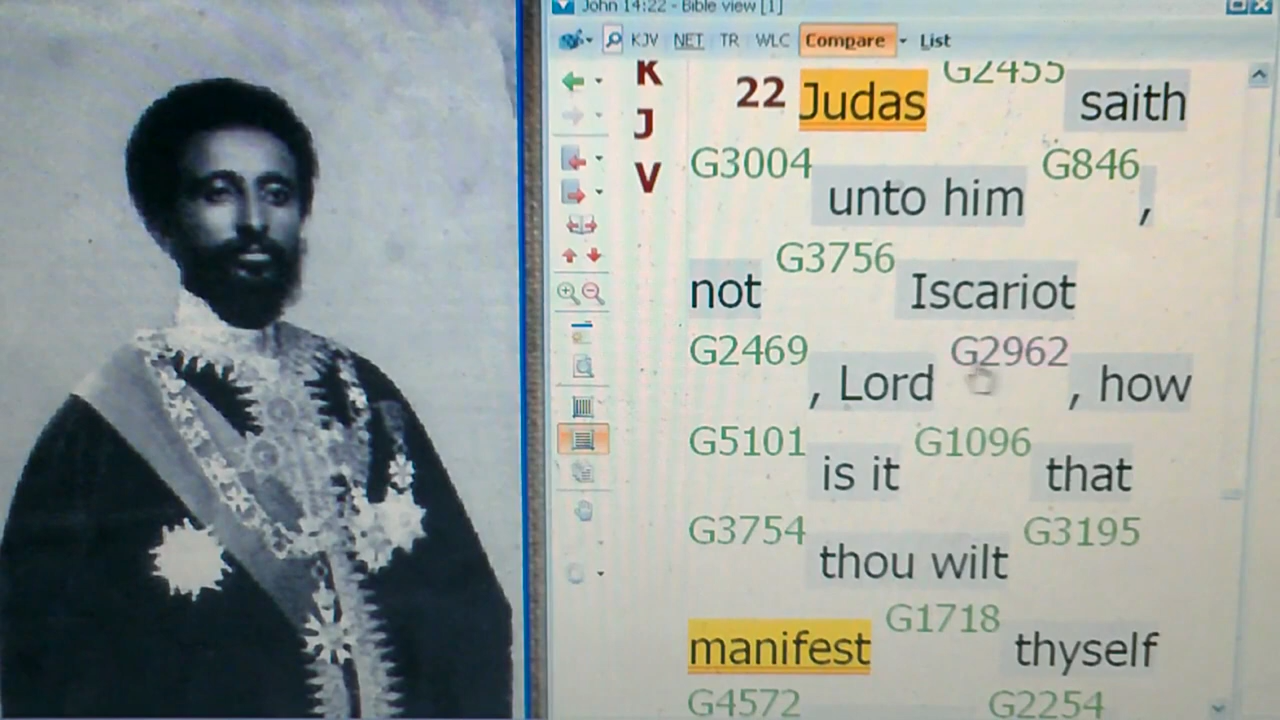 John 14:22 - Bible view [1]
KJV NET TR WLC Compare List
K
J
V
22 Judas G2455 saith
G3004 unto him G846 ,
not G3756 Iscariot
G2469 , Lord G2962 , how
G5101 is it G1096 that
G3754 thou wilt G3195
manifest G1718 thyself
G4572 G2254